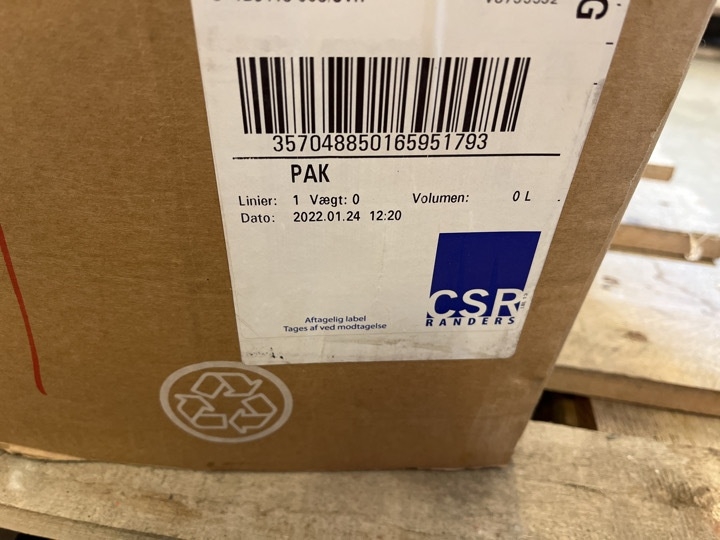 G
357048850165951793
PAK
Linier: 1 Vægt: 0 Volumen: 0 L
Dato: 2022.01.24 12:20
CSR
RANDERS
Aftagelig label
Tages af ved modtagelse